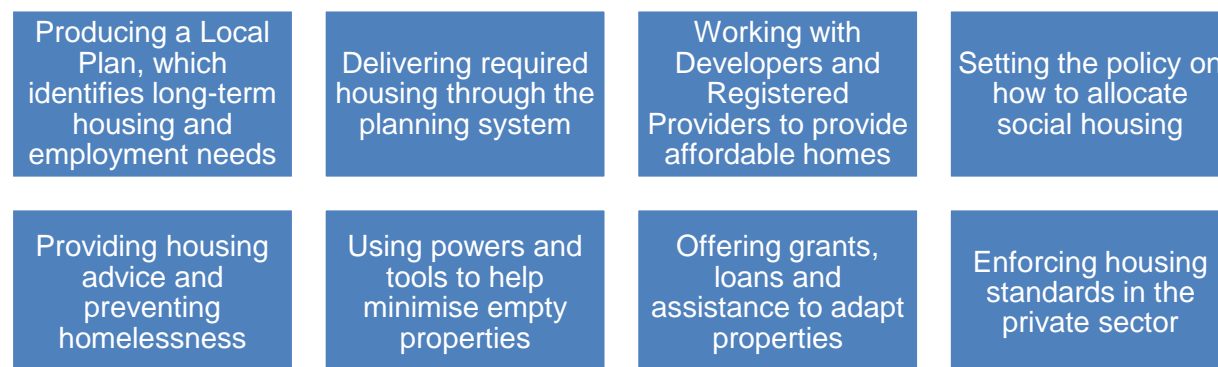 Producing a Local
Plan, which
identifies long-term
housing and
employment needs
Delivering required
housing through the
planning system
Working with
Developers and
Registered
Providers to provide
affordable homes
Setting the policy on
how to allocate
social housing
Providing housing
advice and
preventing
homelessness
Using powers and
tools to help
minimise empty
properties
Offering grants,
loans and
assistance to adapt
properties
Enforcing housing
standards in the
private sector